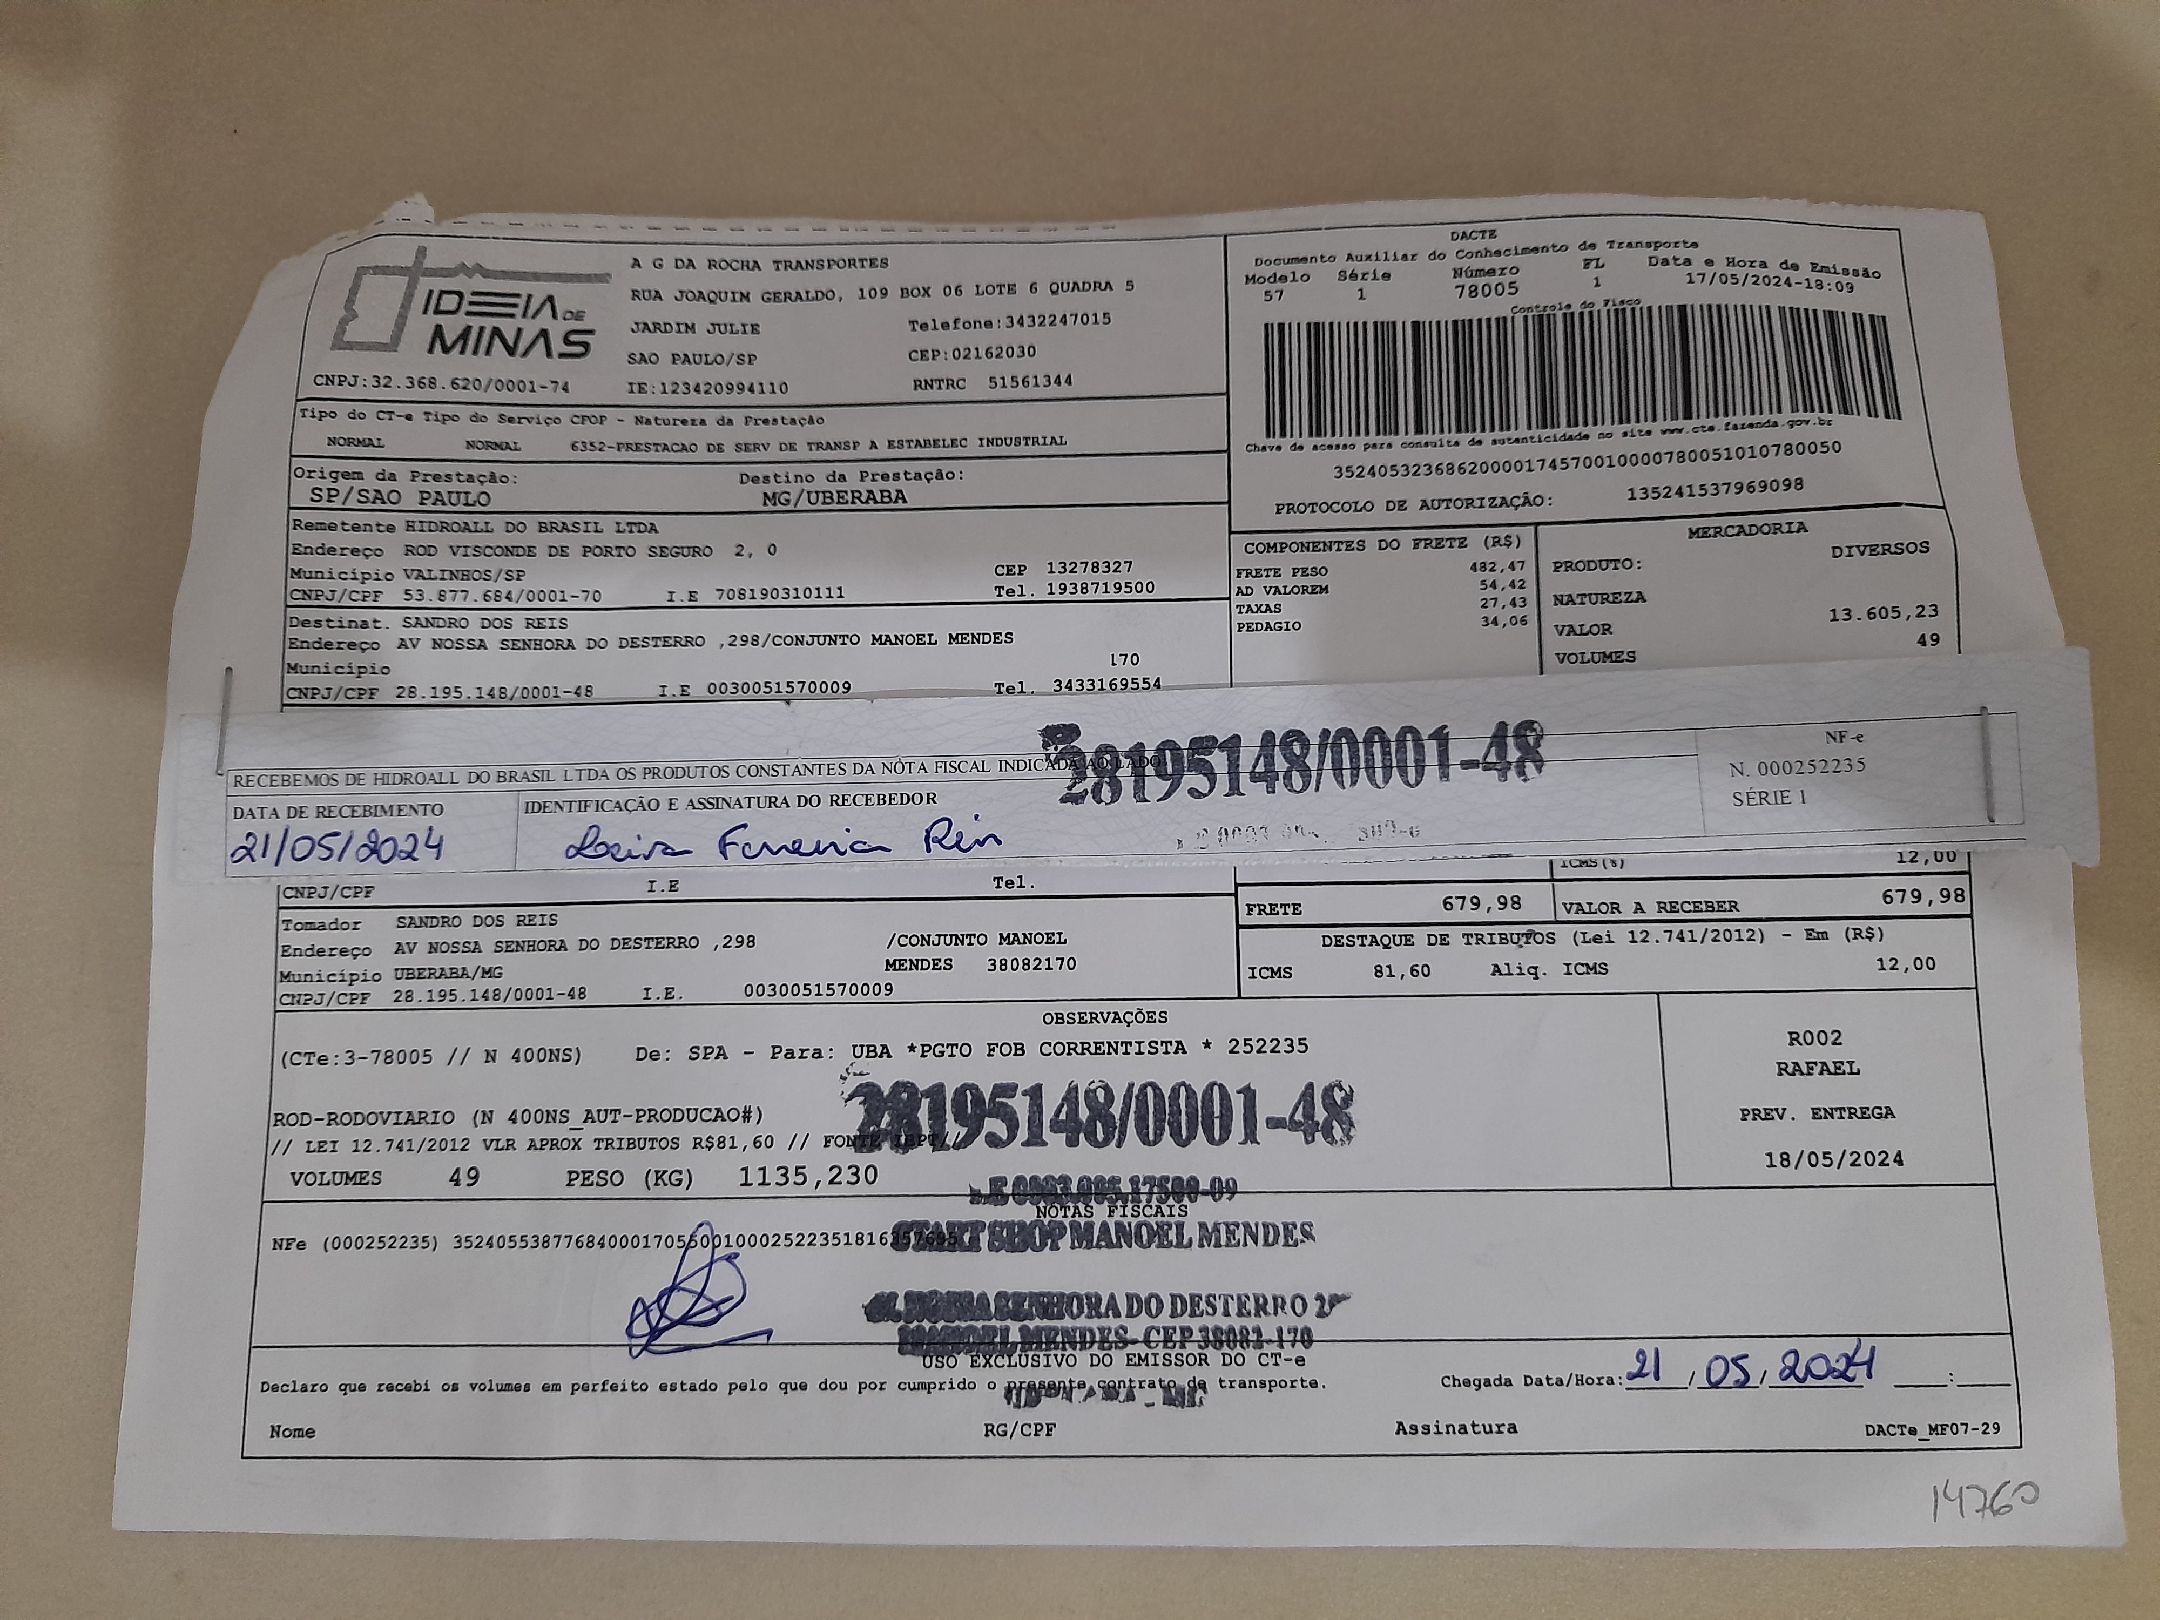 IDEIA DE
MINAS
CNPJ:32.368.620/0001-74
A G DA ROCHA TRANSPORTES
RUA JOAQUIM GERALDO, 109 BOX 06 LOTE 6 QUADRA 5
JARDIM JULIE Telefone:3432247015
SAO PAULO/SP CEP:02162030
IE:123420994110 RNTRC 51561344
DACTE
Documento Auxiliar do Conhecimento de Transporte
Modelo Série Número FL Data e Hora de Emissão
57 1 78005 1 17/05/2024-18:09
Controle do Fisco
Chave de acesso para consulta de autenticidade no site www.cte.fazenda.gov.br
35240532368620000174570010000780051010780050
PROTOCOLO DE AUTORIZAÇÃO: 135241537969098
Tipo do CT-e Tipo do Serviço CFOP - Natureza da Prestação
NORMAL NORMAL 6352-PRESTACAO DE SERV DE TRANSP A ESTABELEC INDUSTRIAL
Origem da Prestação: Destino da Prestação:
SP/SAO PAULO MG/UBERABA
Remetente HIDROALL DO BRASIL LTDA
Endereço ROD VISCONDE DE PORTO SEGURO 2, 0
Município VALINHOS/SP CEP 13278327
CNPJ/CPF 53.877.684/0001-70 I.E 708190310111 Tel. 1938719500
Destinat. SANDRO DOS REIS
Endereço AV NOSSA SENHORA DO DESTERRO ,298/CONJUNTO MANOEL MENDES
Município 170
CNPJ/CPF 28.195.148/0001-48 I.E 0030051570009 Tel. 3433169554
COMPONENTES DO FRETE (R$)
FRETE PESO 482,47
AD VALOREM 54,42
TAXAS 27,43
PEDAGIO 34,06
MERCADORIA
PRODUTO: DIVERSOS
NATUREZA
VALOR 13.605,23
VOLUMES 49
28195148/0001-48
RECEBEMOS DE HIDROALL DO BRASIL LTDA OS PRODUTOS CONSTANTES DA NOTA FISCAL INDICADA AO LADO
DATA DE RECEBIMENTO
21/05/2024
IDENTIFICAÇÃO E ASSINATURA DO RECEBEDOR
NF-e
N. 000252235
SÉRIE 1
CNPJ/CPF I.E Tel.
ICMS(%) 12,00
FRETE 679,98 VALOR A RECEBER 679,98
Tomador SANDRO DOS REIS
Endereço AV NOSSA SENHORA DO DESTERRO ,298 /CONJUNTO MANOEL
Município UBERABA/MG MENDES 38082170
CNPJ/CPF 28.195.148/0001-48 I.E. 0030051570009
DESTAQUE DE TRIBUTOS (Lei 12.741/2012) - Em (R$)
ICMS 81,60 Aliq. ICMS 12,00
OBSERVAÇÕES
(CTe:3-78005 // N 400NS) De: SPA - Para: UBA *PGTO FOB CORRENTISTA * 252235
28195148/0001-48
ROD-RODOVIARIO (N 400NS_AUT-PRODUCAO#)
// LEI 12.741/2012 VLR APROX TRIBUTOS R$81,60 // FONTE IBPT//
VOLUMES 49 PESO (KG) 1135,230
R002
RAFAEL
PREV. ENTREGA
18/05/2024
NOTAS FISCAIS
NFe (000252235)
START SHOP MANOEL MENDES
NOSSA SENHORA DO DESTERRO
MANOEL MENDES- CEP 38082-170
USO EXCLUSIVO DO EMISSOR DO CT-e
Declaro que recebi os volumes em perfeito estado pelo que dou por cumprido o presente contrato de transporte.
Chegada Data/Hora: 21 / 05 / 2024 :
Nome RG/CPF Assinatura DACTe_MF07-29
14760